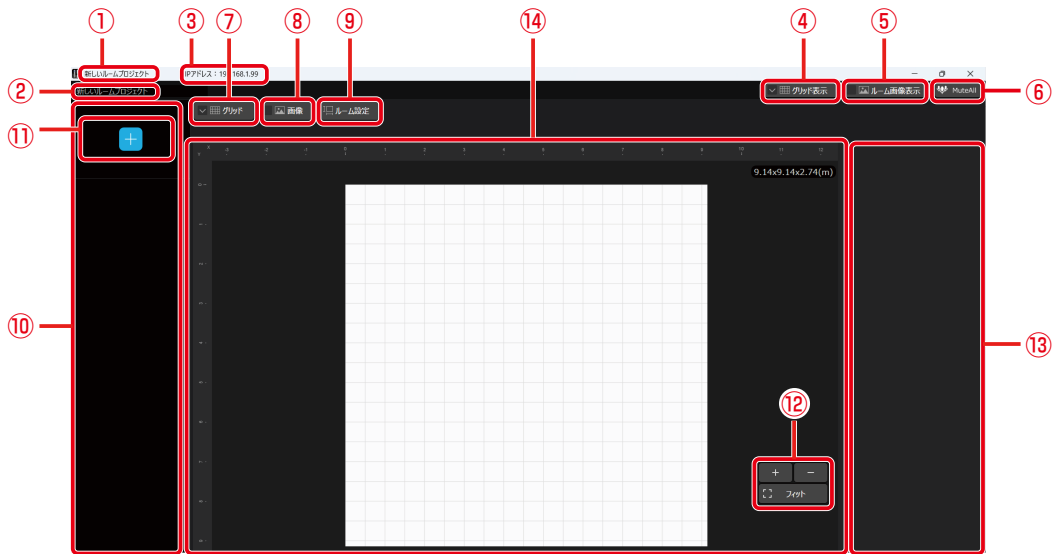 ① ③ ⑦ ⑧ ⑨ ⑭ ④ ⑤
新しいルームプロジェクト IPアドレス：192.168.1.99
② 新しいルームプロジェクト グリッド表示 ルーム画像表示 MuteAll ⑥
グリッド 画像 ルーム設定
⑪ +
9.14x9.14x2.74(m)
⑩ ⑬
⑫
+ −
フィット